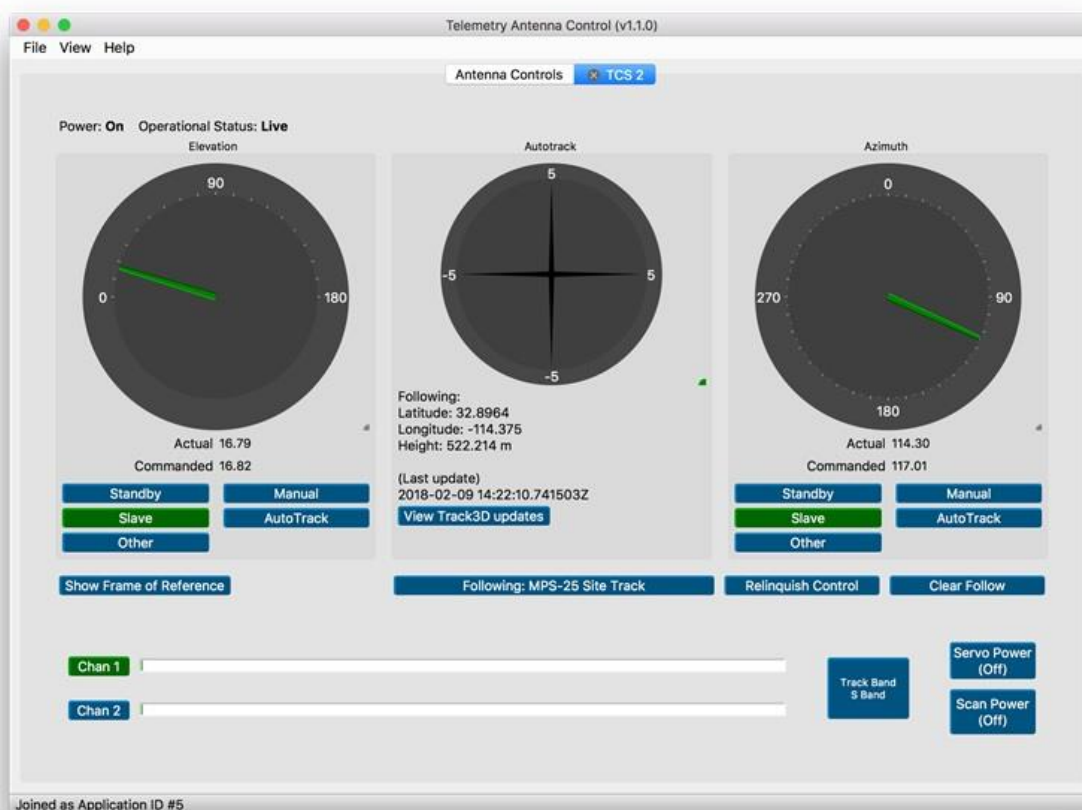 Telemetry Antenna Control (v1.1.0)
File View Help
Antenna Controls TCS 2
Power: On Operational Status: Live
Elevation
90
0
180
Actual 16.79
Commanded 16.82
Standby Manual
Slave AutoTrack
Other
Autotrack
5
-5 5
-5
Following:
Latitude: 32.8964
Longitude: -114.375
Height: 522.214 m
(Last update)
2018-02-09 14:22:10.741503Z
View Track3D updates
Azimuth
0
270 90
180
Actual 114.30
Commanded 117.01
Standby Manual
Slave AutoTrack
Other
Show Frame of Reference
Following: MPS-25 Site Track
Relinquish Control
Clear Follow
Chan 1
Chan 2
Track Band
S Band
Servo Power
(Off)
Scan Power
(Off)
Joined as Application ID #5